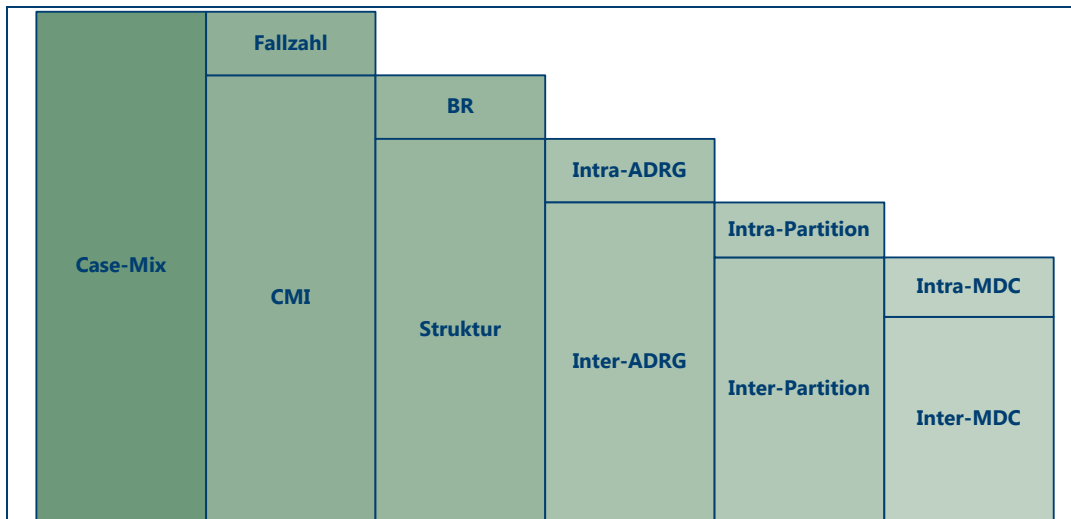 Case-Mix
Fallzahl
CMI
BR
Struktur
Intra-ADRG
Inter-ADRG
Intra-Partition
Inter-Partition
Intra-MDC
Inter-MDC